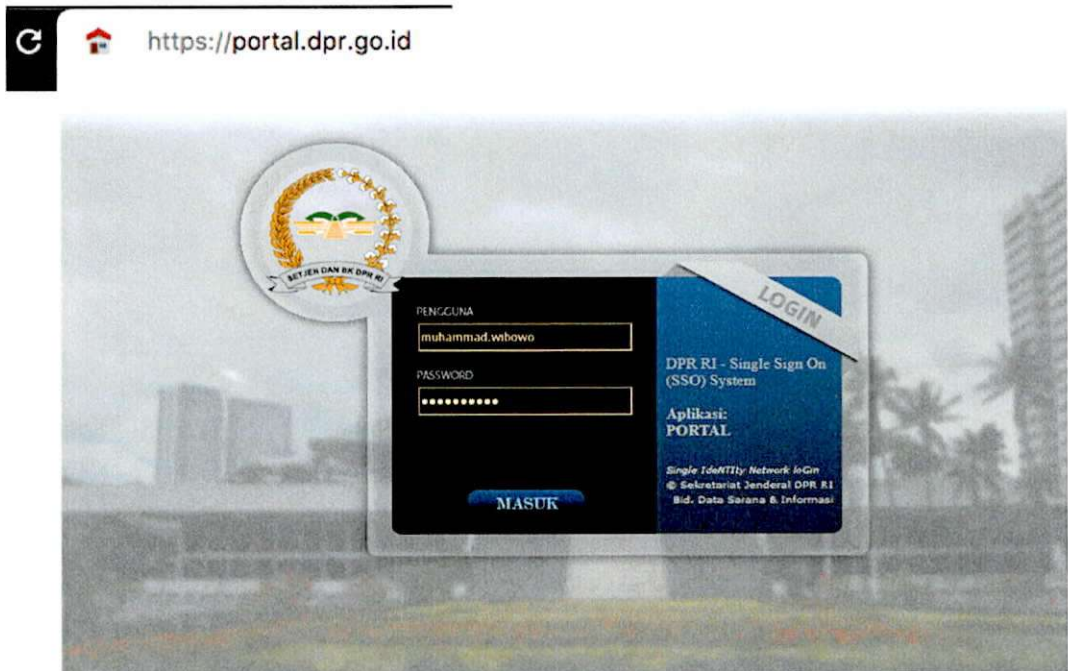 https://portal.dpr.go.id
SETJEN DAN BK DPR RI
LOGIN
PENGGUNA
muhammad.wibowo
PASSWORD
••••••••••
MASUK
DPR RI - Single Sign On
(SSO) System
Aplikasi:
PORTAL
Single IdeNTIty Network loGin
© Sekretariat Jenderal DPR RI
Bid. Data Sarana & Informasi